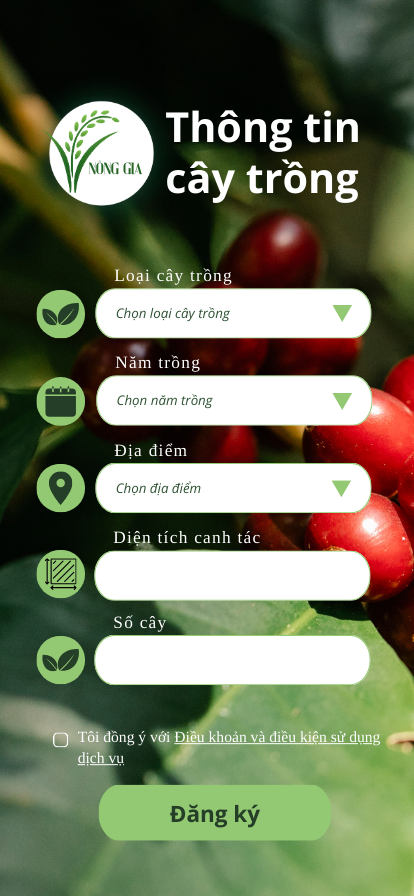 NÔNG GIA
Thông tin
cây trồng
Loại cây trồng
Chọn loại cây trồng
Năm trồng
Chọn năm trồng
Địa điểm
Chọn địa điểm
Diện tích canh tác
Số cây
Tôi đồng ý với Điều khoản và điều kiện sử dụng
dịch vụ
Đăng ký